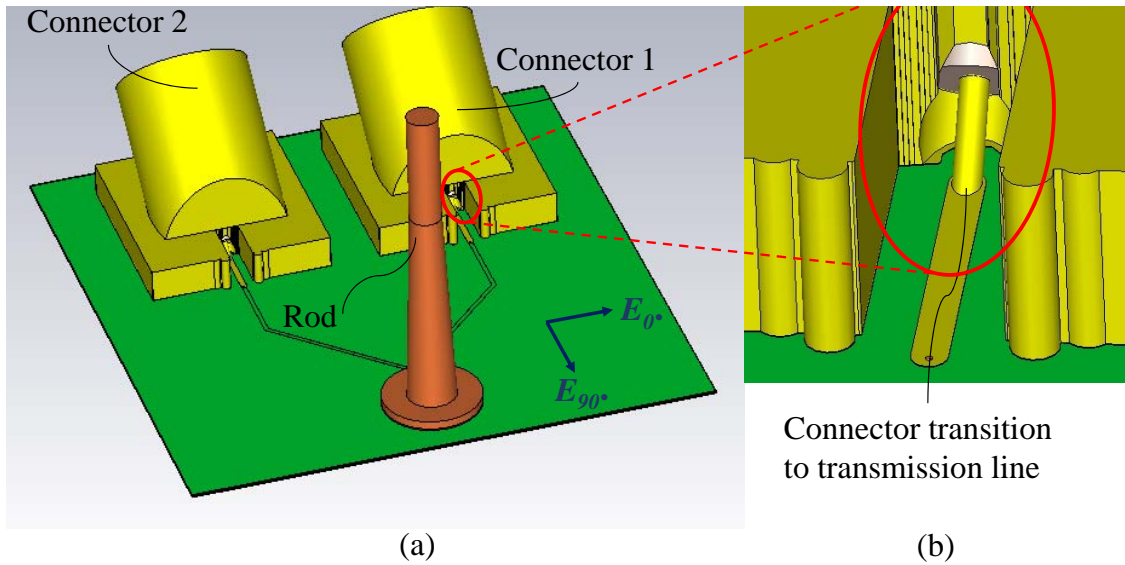 Connector 2
Connector 1
Rod
E0°
E90°
Connector transition
to transmission line
(a)
(b)